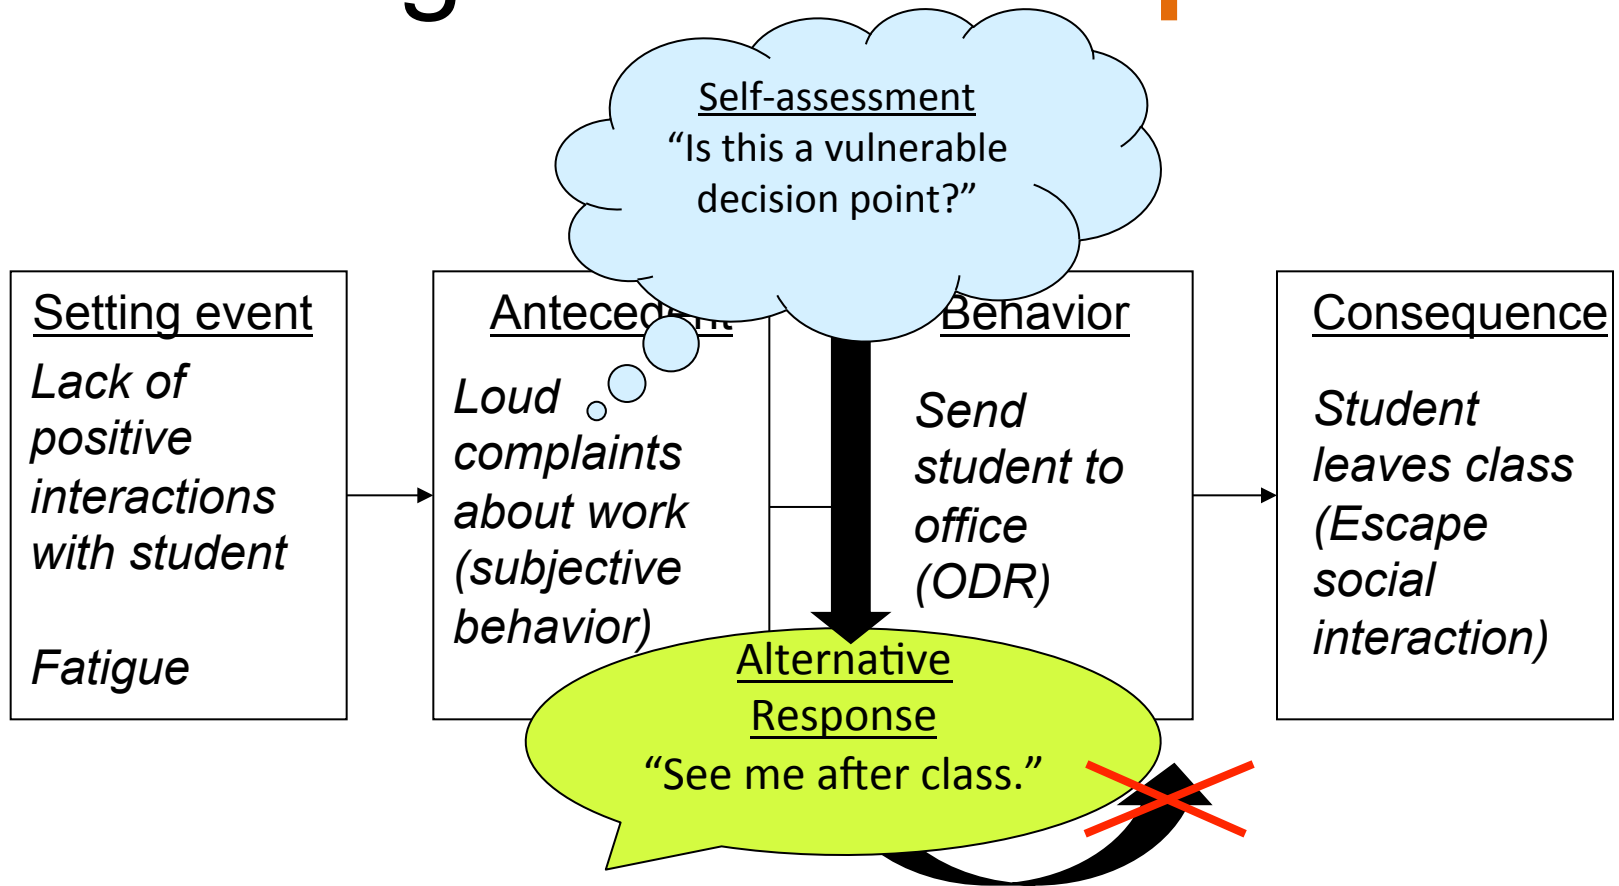 Self-assessment
“Is this a vulnerable
decision point?”
Setting event
Lack of
positive
interactions
with student
Fatigue
Antecedent
Loud
complaints
about work
(subjective
behavior)
Behavior
Send
student to
office
(ODR)
Consequence
Student
leaves class
(Escape
social
interaction)
Alternative
Response
“See me after class.”